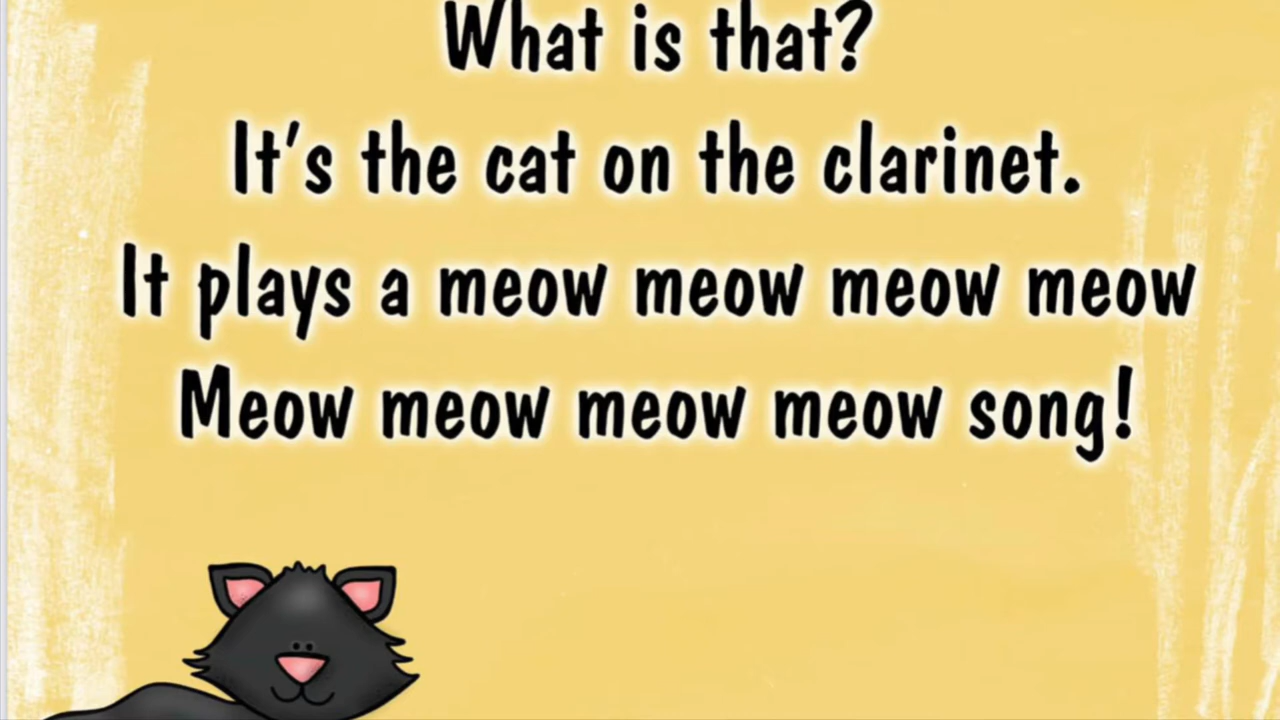 What is that?
It's the cat on the clarinet.
It plays a meow meow meow meow
Meow meow meow meow song!